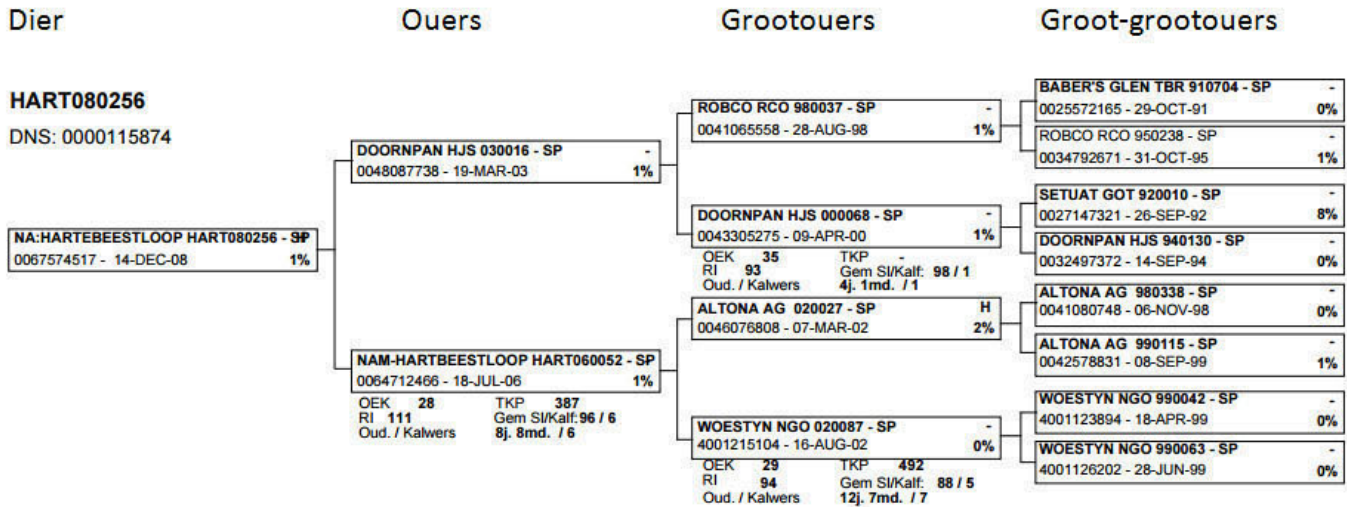 Dier
Ouers
Grootouers
Groot-grootouers
HART080256
DNS: 0000115874
NA:HARTEBEESTLOOP HART080256 - SP H
0067574517 - 14-DEC-08 1%
DOORNPAN HJS 030016 - SP -
0048087738 - 19-MAR-03 1%
NAM-HARTBEESTLOOP HART060052 - SP -
0064712466 - 18-JUL-06 1%
OEK 28 TKP 387
RI 111 Gem SI/Kalf: 96 / 6
Oud. / Kalwers 8j. 8md. / 6
ROBCO RCO 980037 - SP -
0041065558 - 28-AUG-98 1%
DOORNPAN HJS 000068 - SP -
0043305275 - 09-APR-00 1%
OEK 35 TKP -
RI 93 Gem SI/Kalf: 98 / 1
Oud. / Kalwers 4j. 1md. / 1
ALTONA AG 020027 - SP H
0046076808 - 07-MAR-02 2%
WOESTYN NGO 020087 - SP -
4001215104 - 16-AUG-02 0%
OEK 29 TKP 492
RI 94 Gem SI/Kalf: 88 / 5
Oud. / Kalwers 12j. 7md. / 7
BABER'S GLEN TBR 910704 - SP -
0025572165 - 29-OCT-91 0%
ROBCO RCO 950238 - SP -
0034792671 - 31-OCT-95 1%
SETUAT GOT 920010 - SP -
0027147321 - 26-SEP-92 8%
DOORNPAN HJS 940130 - SP -
0032497372 - 14-SEP-94 0%
ALTONA AG 980338 - SP -
0041080748 - 06-NOV-98 0%
ALTONA AG 990115 - SP -
0042578831 - 08-SEP-99 1%
WOESTYN NGO 990042 - SP -
4001123894 - 18-APR-99 0%
WOESTYN NGO 990063 - SP -
4001126202 - 28-JUN-99 0%